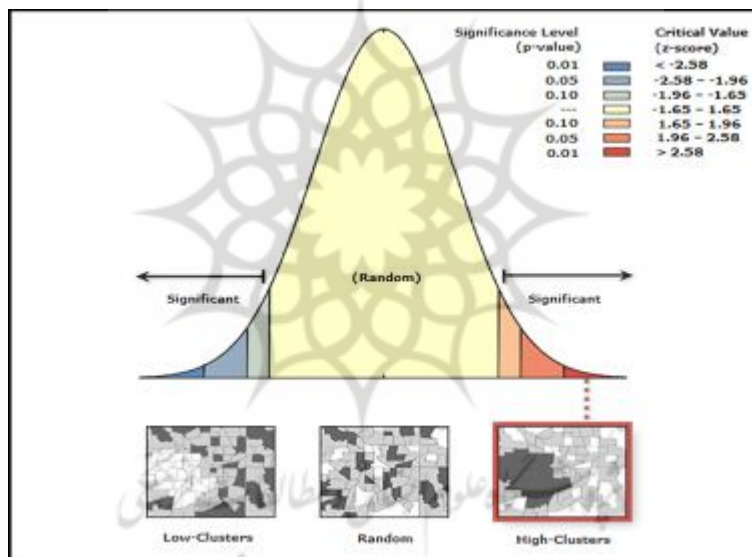 Significance Level (p-value) Critical Value (z-score)
0.01 < -2.58
0.05 -2.58 – -1.96
0.10 -1.96 – -1.65
--- -1.65 – 1.65
0.10 1.65 – 1.96
0.05 1.96 – 2.58
0.01 > 2.58
(Random)
Significant Significant
Low-Clusters Random High-Clusters